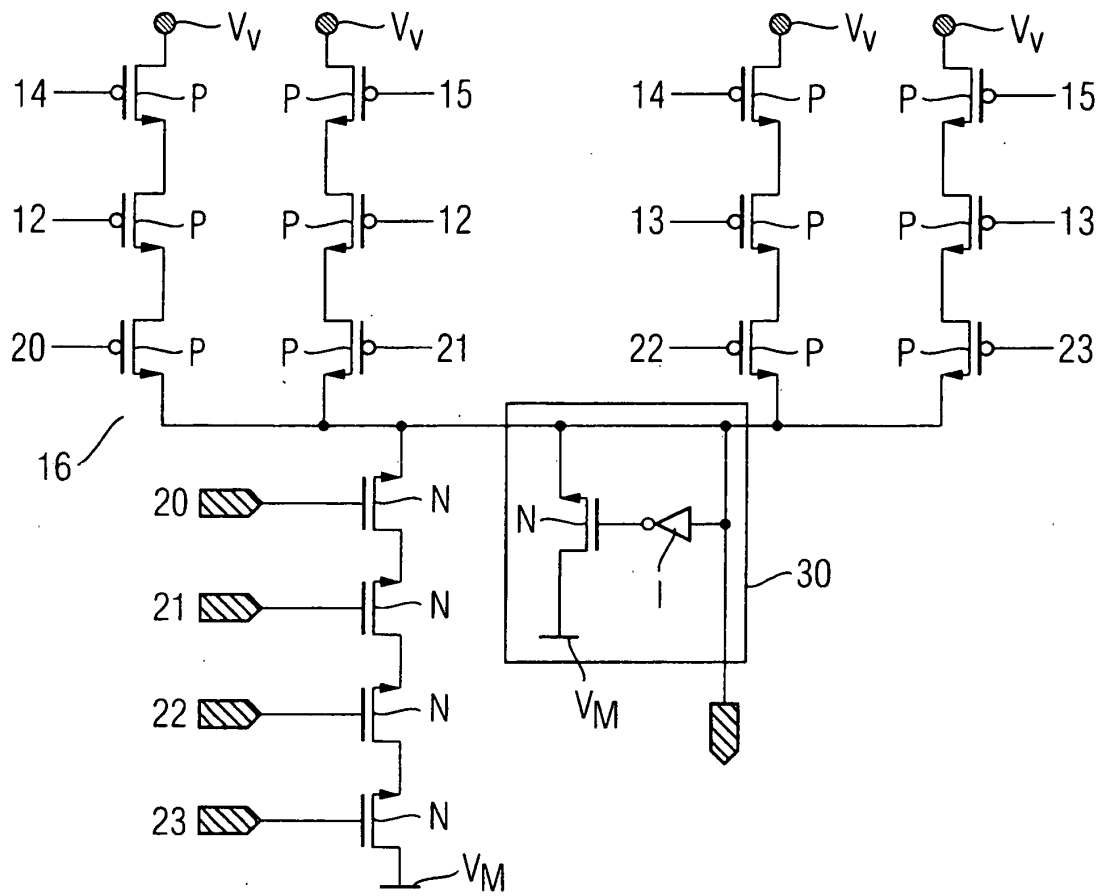 V_V V_V V_V V_V
14 P P 15 14 P P 15
12 P P 12 13 P P 13
20 P P 21 22 P P 23
16
20 N N
I 30
21 N
V_M
22 N
23 N
V_M